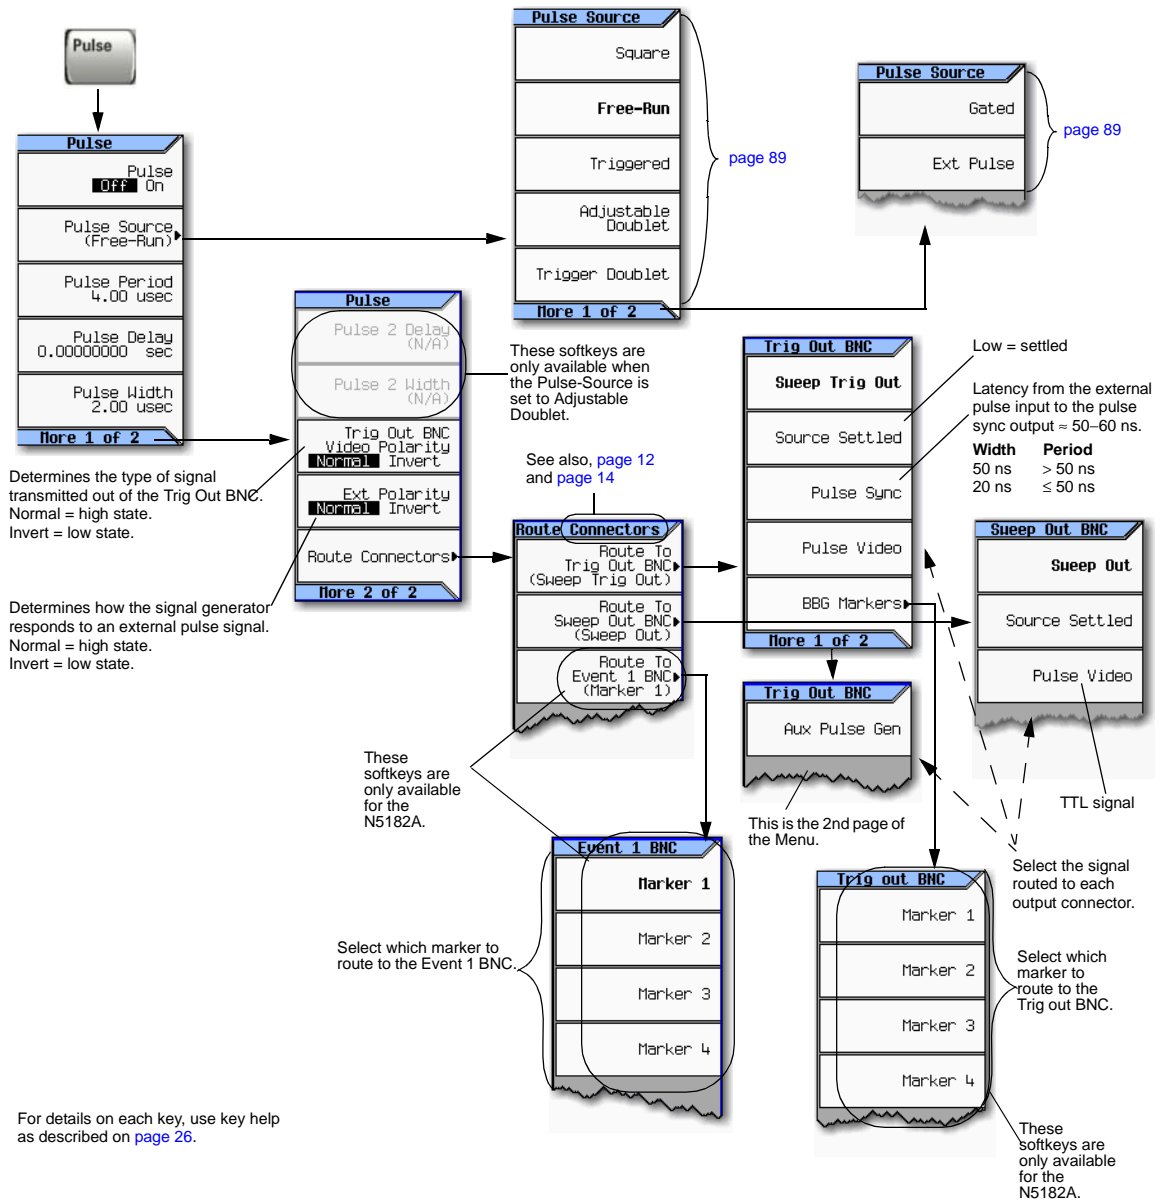 Pulse
Pulse
Pulse
Off On
Pulse Source
(Free-Run)
Pulse Period
4.00 usec
Pulse Delay
0.00000000 sec
Pulse Width
2.00 usec
More 1 of 2
Determines the type of signal
transmitted out of the Trig Out BNC.
Normal = high state.
Invert = low state.
Determines how the signal generator
responds to an external pulse signal.
Normal = high state.
Invert = low state.
Pulse
Pulse 2 Delay
(N/A)
Pulse 2 Width
(N/A)
Trig Out BNC
Video Polarity
Normal Invert
Ext Polarity
Normal Invert
Route Connectors
More 2 of 2
Pulse Source
Square
Free-Run
Triggered
Adjustable
Doublet
Trigger Doublet
More 1 of 2
page 89
Pulse Source
Gated
Ext Pulse
page 89
These softkeys are
only available when
the Pulse-Source is
set to Adjustable
Doublet.
See also, page 12
and page 14
Route Connectors
Route To
Trig Out BNC
(Sweep Trig Out)
Route To
Sweep Out BNC
(Sweep Out)
Route To
Event 1 BNC
(Marker 1)
Trig Out BNC
Sweep Trig Out
Source Settled
Pulse Sync
Pulse Video
BBG Markers
More 1 of 2
Low = settled
Latency from the external
pulse input to the pulse
sync output ≈ 50–60 ns.
Width Period
50 ns > 50 ns
20 ns ≤ 50 ns
Sweep Out BNC
Sweep Out
Source Settled
Pulse Video
TTL signal
Trig Out BNC
Aux Pulse Gen
This is the 2nd page of
the Menu.
Select the signal
routed to each
output connector.
These
softkeys are
only available
for the
N5182A.
Event 1 BNC
Marker 1
Marker 2
Marker 3
Marker 4
Select which marker to
route to the Event 1 BNC.
Trig out BNC
Marker 1
Marker 2
Marker 3
Marker 4
Select which
marker to
route to the
Trig out BNC.
These
softkeys are
only available
for the
N5182A.
For details on each key, use key help
as described on page 26.